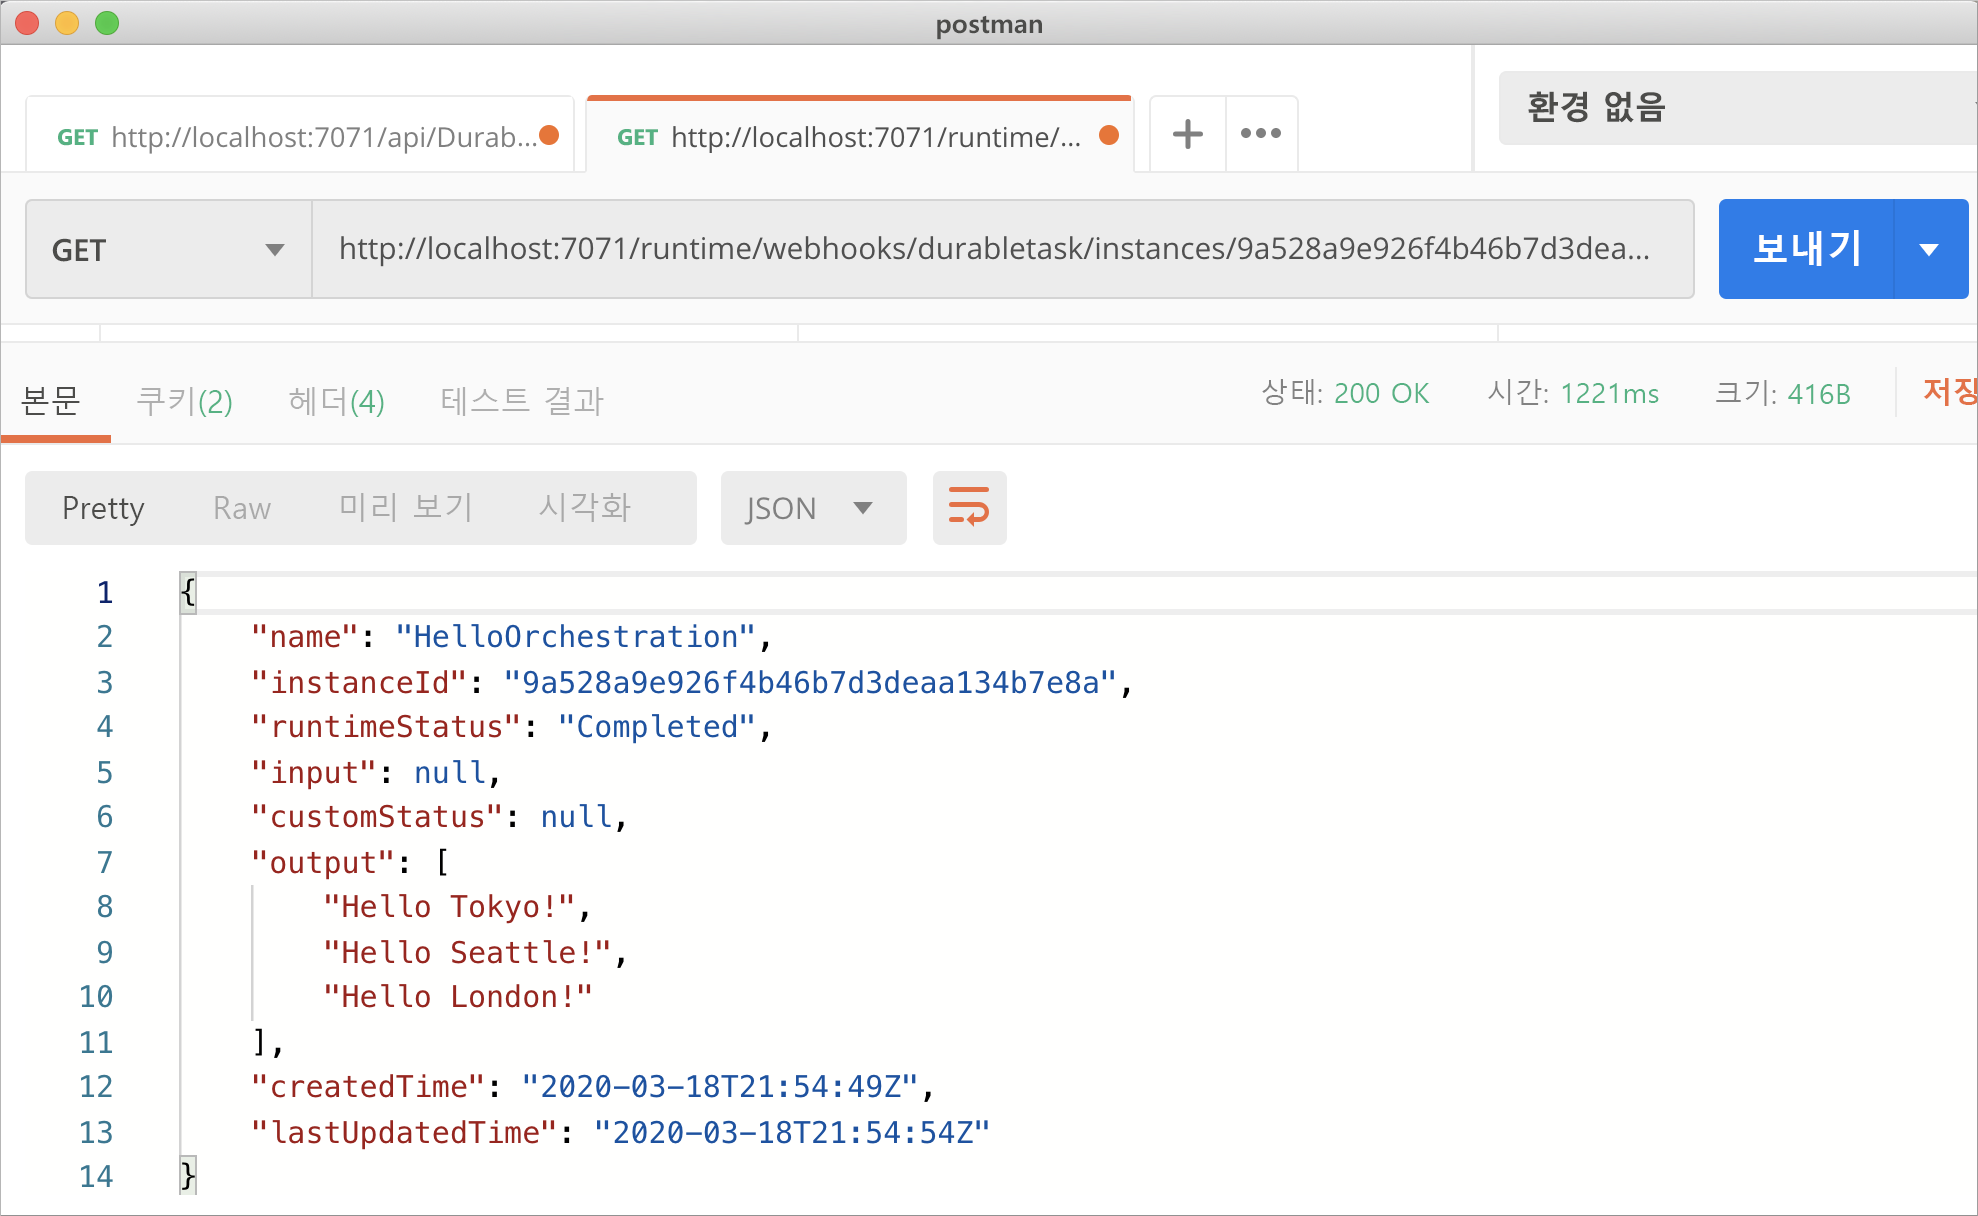 postman
GET http://localhost:7071/api/Durab...
GET http://localhost:7071/runtime/...
환경 없음
GET
http://localhost:7071/runtime/webhooks/durabletask/instances/9a528a9e926f4b46b7d3dea...
보내기
본문 쿠키(2) 헤더(4) 테스트 결과 상태: 200 OK 시간: 1221ms 크기: 416B 저장
Pretty Raw 미리 보기 시각화 JSON
1 {
2 "name": "HelloOrchestration",
3 "instanceId": "9a528a9e926f4b46b7d3deaa134b7e8a",
4 "runtimeStatus": "Completed",
5 "input": null,
6 "customStatus": null,
7 "output": [
8 "Hello Tokyo!",
9 "Hello Seattle!",
10 "Hello London!"
11 ],
12 "createdTime": "2020-03-18T21:54:49Z",
13 "lastUpdatedTime": "2020-03-18T21:54:54Z"
14 }